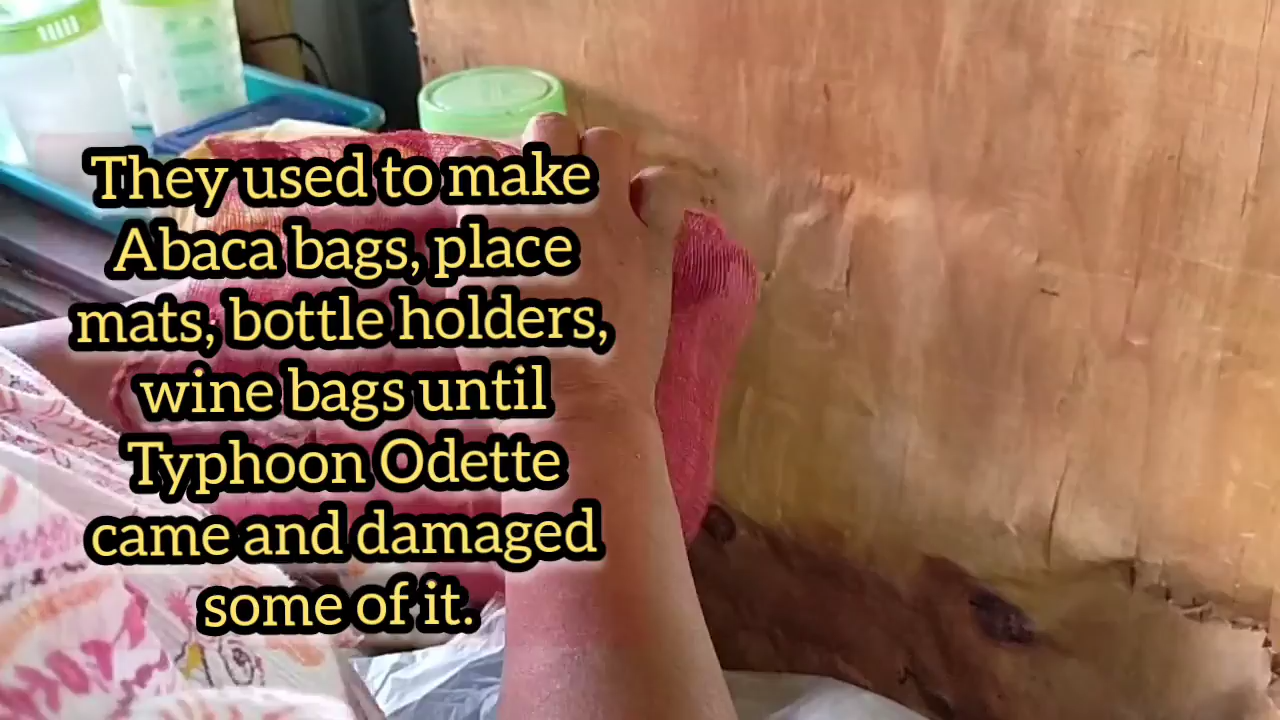 They used to make
Abaca bags, place
mats, bottle holders,
wine bags until
Typhoon Odette
came and damaged
some of it.